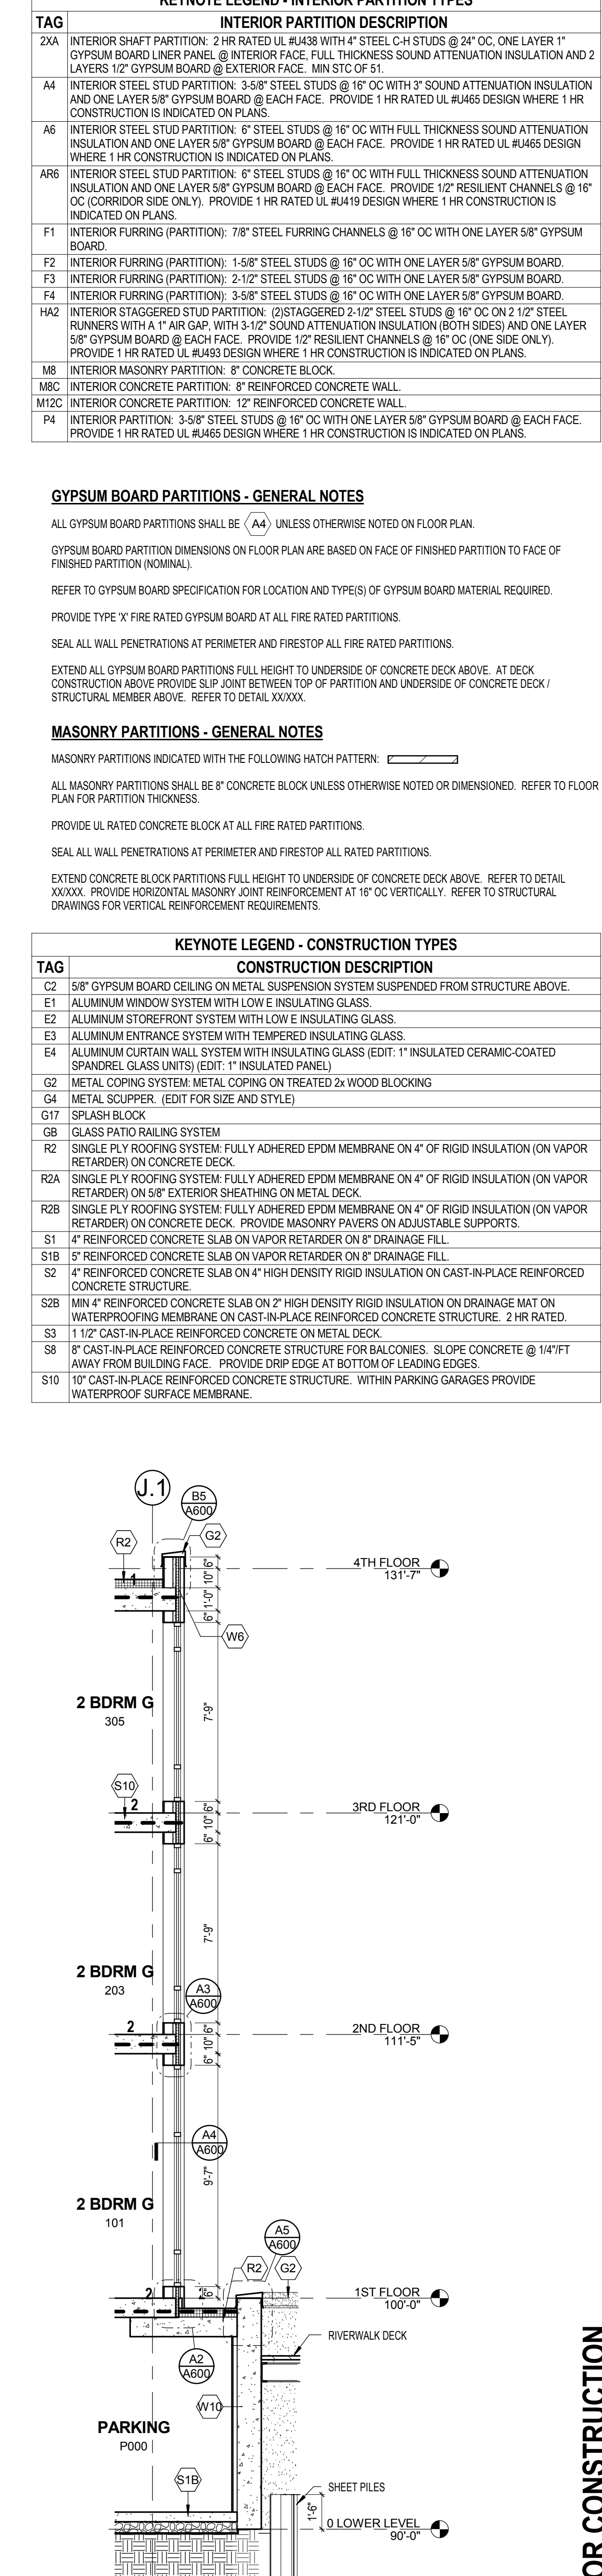 KEYNOTE LEGEND - INTERIOR PARTITION TYPES
TAG INTERIOR PARTITION DESCRIPTION
2XA INTERIOR SHAFT PARTITION: 2 HR RATED UL #U438 WITH 4" STEEL C-H STUDS @ 24" OC, ONE LAYER 1"
GYPSUM BOARD LINER PANEL @ INTERIOR FACE, FULL THICKNESS SOUND ATTENUATION INSULATION AND 2
LAYERS 1/2" GYPSUM BOARD @ EXTERIOR FACE. MIN STC OF 51.
A4 INTERIOR STEEL STUD PARTITION: 3-5/8" STEEL STUDS @ 16" OC WITH 3" SOUND ATTENUATION INSULATION
AND ONE LAYER 5/8" GYPSUM BOARD @ EACH FACE. PROVIDE 1 HR RATED UL #U465 DESIGN WHERE 1 HR
CONSTRUCTION IS INDICATED ON PLANS.
A6 INTERIOR STEEL STUD PARTITION: 6" STEEL STUDS @ 16" OC WITH FULL THICKNESS SOUND ATTENUATION
INSULATION AND ONE LAYER 5/8" GYPSUM BOARD @ EACH FACE. PROVIDE 1 HR RATED UL #U465 DESIGN
WHERE 1 HR CONSTRUCTION IS INDICATED ON PLANS.
AR6 INTERIOR STEEL STUD PARTITION: 6" STEEL STUDS @ 16" OC WITH FULL THICKNESS SOUND ATTENUATION
INSULATION AND ONE LAYER 5/8" GYPSUM BOARD @ EACH FACE. PROVIDE 1/2" RESILIENT CHANNELS @ 16"
OC (CORRIDOR SIDE ONLY). PROVIDE 1 HR RATED UL #U419 DESIGN WHERE 1 HR CONSTRUCTION IS
INDICATED ON PLANS.
F1 INTERIOR FURRING (PARTITION): 7/8" STEEL FURRING CHANNELS @ 16" OC WITH ONE LAYER 5/8" GYPSUM
BOARD.
F2 INTERIOR FURRING (PARTITION): 1-5/8" STEEL STUDS @ 16" OC WITH ONE LAYER 5/8" GYPSUM BOARD.
F3 INTERIOR FURRING (PARTITION): 2-1/2" STEEL STUDS @ 16" OC WITH ONE LAYER 5/8" GYPSUM BOARD.
F4 INTERIOR FURRING (PARTITION): 3-5/8" STEEL STUDS @ 16" OC WITH ONE LAYER 5/8" GYPSUM BOARD.
HA2 INTERIOR STAGGERED STUD PARTITION: (2)STAGGERED 2-1/2" STEEL STUDS @ 16" OC ON 2 1/2" STEEL
RUNNERS WITH A 1" AIR GAP, WITH 3-1/2" SOUND ATTENUATION INSULATION (BOTH SIDES) AND ONE LAYER
5/8" GYPSUM BOARD @ EACH FACE. PROVIDE 1/2" RESILIENT CHANNELS @ 16" OC (ONE SIDE ONLY).
PROVIDE 1 HR RATED UL #U493 DESIGN WHERE 1 HR CONSTRUCTION IS INDICATED ON PLANS.
M8 INTERIOR MASONRY PARTITION: 8" CONCRETE BLOCK.
M8C INTERIOR CONCRETE PARTITION: 8" REINFORCED CONCRETE WALL.
M12C INTERIOR CONCRETE PARTITION: 12" REINFORCED CONCRETE WALL.
P4 INTERIOR PARTITION: 3-5/8" STEEL STUDS @ 16" OC WITH ONE LAYER 5/8" GYPSUM BOARD @ EACH FACE.
PROVIDE 1 HR RATED UL #U465 DESIGN WHERE 1 HR CONSTRUCTION IS INDICATED ON PLANS.
GYPSUM BOARD PARTITIONS - GENERAL NOTES
ALL GYPSUM BOARD PARTITIONS SHALL BE A4 UNLESS OTHERWISE NOTED ON FLOOR PLAN.
GYPSUM BOARD PARTITION DIMENSIONS ON FLOOR PLAN ARE BASED ON FACE OF FINISHED PARTITION TO FACE OF
FINISHED PARTITION (NOMINAL).
REFER TO GYPSUM BOARD SPECIFICATION FOR LOCATION AND TYPE(S) OF GYPSUM BOARD MATERIAL REQUIRED.
PROVIDE TYPE 'X' FIRE RATED GYPSUM BOARD AT ALL FIRE RATED PARTITIONS.
SEAL ALL WALL PENETRATIONS AT PERIMETER AND FIRESTOP ALL FIRE RATED PARTITIONS.
EXTEND ALL GYPSUM BOARD PARTITIONS FULL HEIGHT TO UNDERSIDE OF CONCRETE DECK ABOVE. AT DECK
CONSTRUCTION ABOVE PROVIDE SLIP JOINT BETWEEN TOP OF PARTITION AND UNDERSIDE OF CONCRETE DECK /
STRUCTURAL MEMBER ABOVE. REFER TO DETAIL XX/XXX.
MASONRY PARTITIONS - GENERAL NOTES
MASONRY PARTITIONS INDICATED WITH THE FOLLOWING HATCH PATTERN:
ALL MASONRY PARTITIONS SHALL BE 8" CONCRETE BLOCK UNLESS OTHERWISE NOTED OR DIMENSIONED. REFER TO FLOOR
PLAN FOR PARTITION THICKNESS.
PROVIDE UL RATED CONCRETE BLOCK AT ALL FIRE RATED PARTITIONS.
SEAL ALL WALL PENETRATIONS AT PERIMETER AND FIRESTOP ALL RATED PARTITIONS.
EXTEND CONCRETE BLOCK PARTITIONS FULL HEIGHT TO UNDERSIDE OF CONCRETE DECK ABOVE. REFER TO DETAIL
XX/XXX. PROVIDE HORIZONTAL MASONRY JOINT REINFORCEMENT AT 16" OC VERTICALLY. REFER TO STRUCTURAL
DRAWINGS FOR VERTICAL REINFORCEMENT REQUIREMENTS.
KEYNOTE LEGEND - CONSTRUCTION TYPES
TAG CONSTRUCTION DESCRIPTION
C2 5/8" GYPSUM BOARD CEILING ON METAL SUSPENSION SYSTEM SUSPENDED FROM STRUCTURE ABOVE.
E1 ALUMINUM WINDOW SYSTEM WITH LOW E INSULATING GLASS.
E2 ALUMINUM STOREFRONT SYSTEM WITH LOW E INSULATING GLASS.
E3 ALUMINUM ENTRANCE SYSTEM WITH TEMPERED INSULATING GLASS.
E4 ALUMINUM CURTAIN WALL SYSTEM WITH INSULATING GLASS (EDIT: 1" INSULATED CERAMIC-COATED
SPANDREL GLASS UNITS) (EDIT: 1" INSULATED PANEL)
G2 METAL COPING SYSTEM: METAL COPING ON TREATED 2x WOOD BLOCKING
G4 METAL SCUPPER. (EDIT FOR SIZE AND STYLE)
G17 SPLASH BLOCK
GB GLASS PATIO RAILING SYSTEM
R2 SINGLE PLY ROOFING SYSTEM: FULLY ADHERED EPDM MEMBRANE ON 4" OF RIGID INSULATION (ON VAPOR
RETARDER) ON CONCRETE DECK.
R2A SINGLE PLY ROOFING SYSTEM: FULLY ADHERED EPDM MEMBRANE ON 4" OF RIGID INSULATION (ON VAPOR
RETARDER) ON 5/8" EXTERIOR SHEATHING ON METAL DECK.
R2B SINGLE PLY ROOFING SYSTEM: FULLY ADHERED EPDM MEMBRANE ON 4" OF RIGID INSULATION (ON VAPOR
RETARDER) ON CONCRETE DECK. PROVIDE MASONRY PAVERS ON ADJUSTABLE SUPPORTS.
S1 4" REINFORCED CONCRETE SLAB ON VAPOR RETARDER ON 8" DRAINAGE FILL.
S1B 5" REINFORCED CONCRETE SLAB ON VAPOR RETARDER ON 8" DRAINAGE FILL.
S2 4" REINFORCED CONCRETE SLAB ON 4" HIGH DENSITY RIGID INSULATION ON CAST-IN-PLACE REINFORCED
CONCRETE STRUCTURE.
S2B MIN 4" REINFORCED CONCRETE SLAB ON 2" HIGH DENSITY RIGID INSULATION ON DRAINAGE MAT ON
WATERPROOFING MEMBRANE ON CAST-IN-PLACE REINFORCED CONCRETE STRUCTURE. 2 HR RATED.
S3 1 1/2" CAST-IN-PLACE REINFORCED CONCRETE ON METAL DECK.
S8 8" CAST-IN-PLACE REINFORCED CONCRETE STRUCTURE FOR BALCONIES. SLOPE CONCRETE @ 1/4"/FT
AWAY FROM BUILDING FACE. PROVIDE DRIP EDGE AT BOTTOM OF LEADING EDGES.
S10 10" CAST-IN-PLACE REINFORCED CONCRETE STRUCTURE. WITHIN PARKING GARAGES PROVIDE
WATERPROOF SURFACE MEMBRANE.
J.1
B5
A600
G2
R2
4TH FLOOR
131'-7"
1
6" 1'-0" 10" 6"
W6
2 BDRM G
305
7'-9"
S10
2
3RD FLOOR
121'-0"
6" 10" 6"
7'-9"
2 BDRM G
203
A3
A600
2
2ND FLOOR
111'-5"
6" 10" 6"
A4
A600
9'-7"
2 BDRM G
101
A5
A600
R2
G2
2
6"
1ST FLOOR
100'-0"
RIVERWALK DECK
A2
A600
W10
PARKING
P000
S1B
SHEET PILES
1'-6"
0 LOWER LEVEL
90'-0"
OR CONSTRUCTION